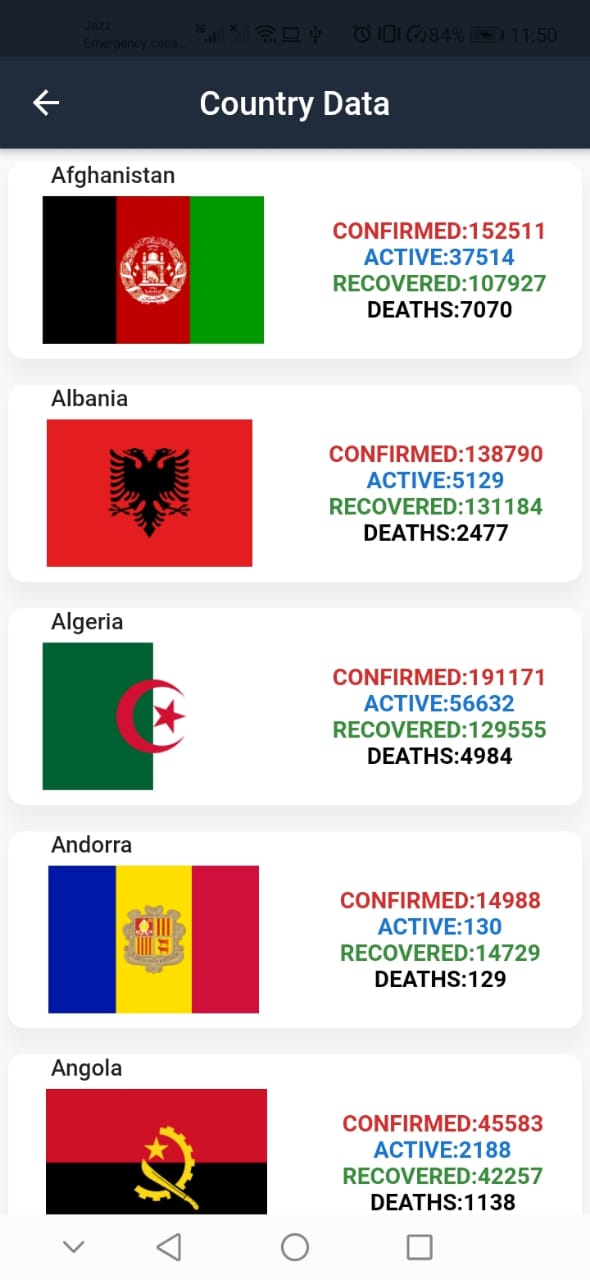 Jazz
Emergency calls...
84%
11:50
Country Data
Afghanistan
CONFIRMED:152511
ACTIVE:37514
RECOVERED:107927
DEATHS:7070
Albania
CONFIRMED:138790
ACTIVE:5129
RECOVERED:131184
DEATHS:2477
Algeria
CONFIRMED:191171
ACTIVE:56632
RECOVERED:129555
DEATHS:4984
Andorra
CONFIRMED:14988
ACTIVE:130
RECOVERED:14729
DEATHS:129
Angola
CONFIRMED:45583
ACTIVE:2188
RECOVERED:42257
DEATHS:1138